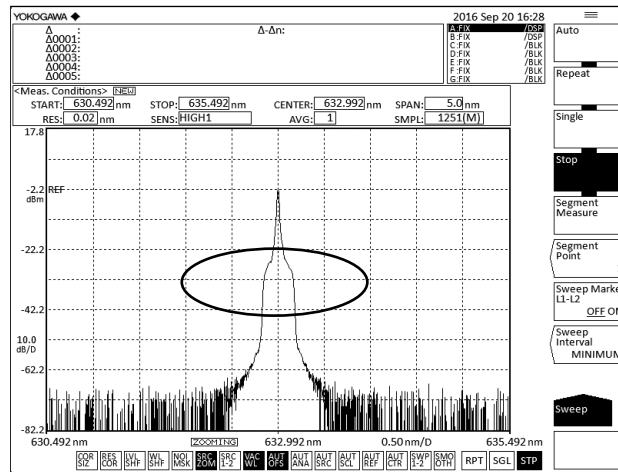 YOKOGAWA ◆
2016 Sep 20 16:28
Δ :
Δ0001:
Δ0002:
Δ0003:
Δ0004:
Δ0005:
Δ-Δn:
A:FIX /DSP
B:FIX /DSP
C:FIX /BLK
D:FIX /BLK
E:FIX /BLK
F:FIX /BLK
G:FIX /BLK
<Meas. Conditions> NEW
START: 630.492 nm STOP: 635.492 nm CENTER: 632.992 nm SPAN: 5.0 nm
RES: 0.02 nm SENS: HIGH1 AVG: 1 SMPL: 1251(M)
17.8
-2.2 REF
dBm
-22.2
-42.2
10.0
dB/D
-62.2
-82.2
630.492 nm ZOOMING 632.992 nm 0.50 nm/D 635.492 nm
COR SIZ
RES COR
LVL SHF
WL SHF
NOI MSK
SRC ZOM
SRC 1-2
VAC WL
AUT OFS
AUT ANA
AUT SRC
AUT SCL
AUT REF
AUT CTR
SWP 1-2
SMO OTH
RPT
SGL
STP
Auto
Repeat
Single
Stop
Segment
Measure
Segment
Point
Sweep Marke
L1-L2
OFF ON
Sweep
Interval
MINIMUM
Sweep